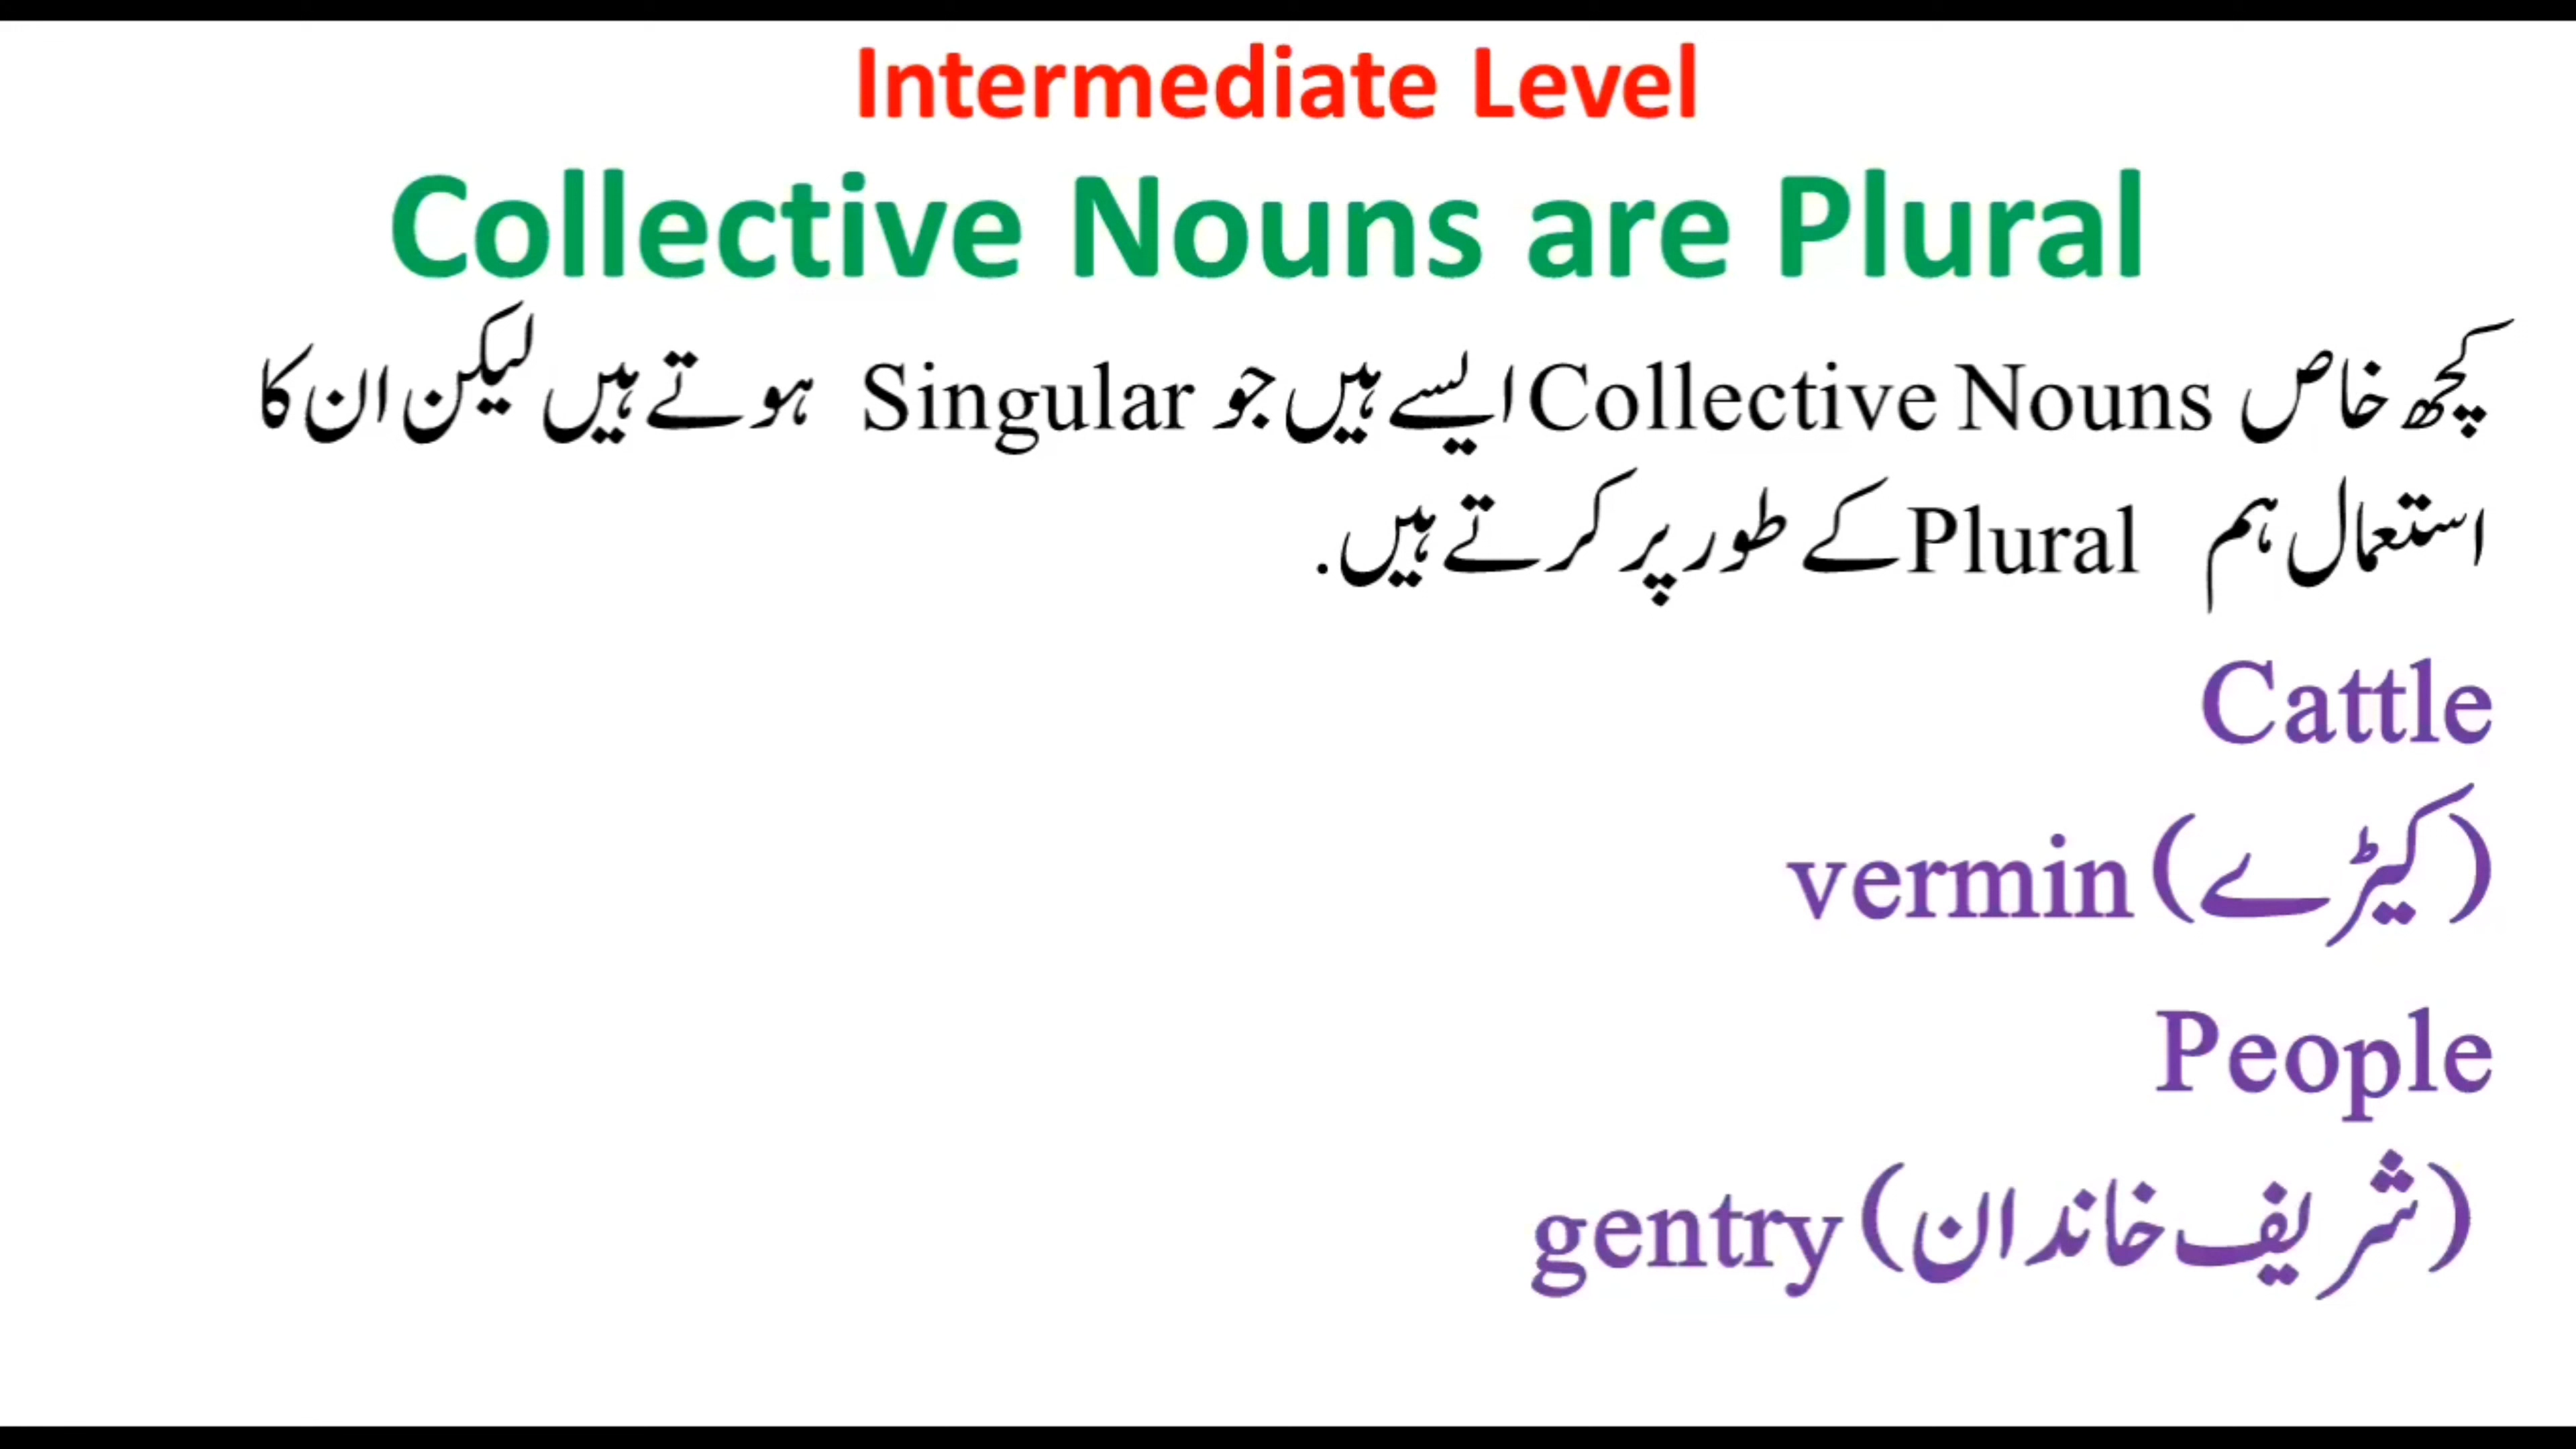 Intermediate Level
Collective Nouns are Plural
کچھ خاص Collective Nouns ایسے ہیں جو Singular ہوتے ہیں لیکن ان کا
استعمال ہم Plural کے طور پر کرتے ہیں.
Cattle
(کیڑے) vermin
People
(شریف خاندان) gentry